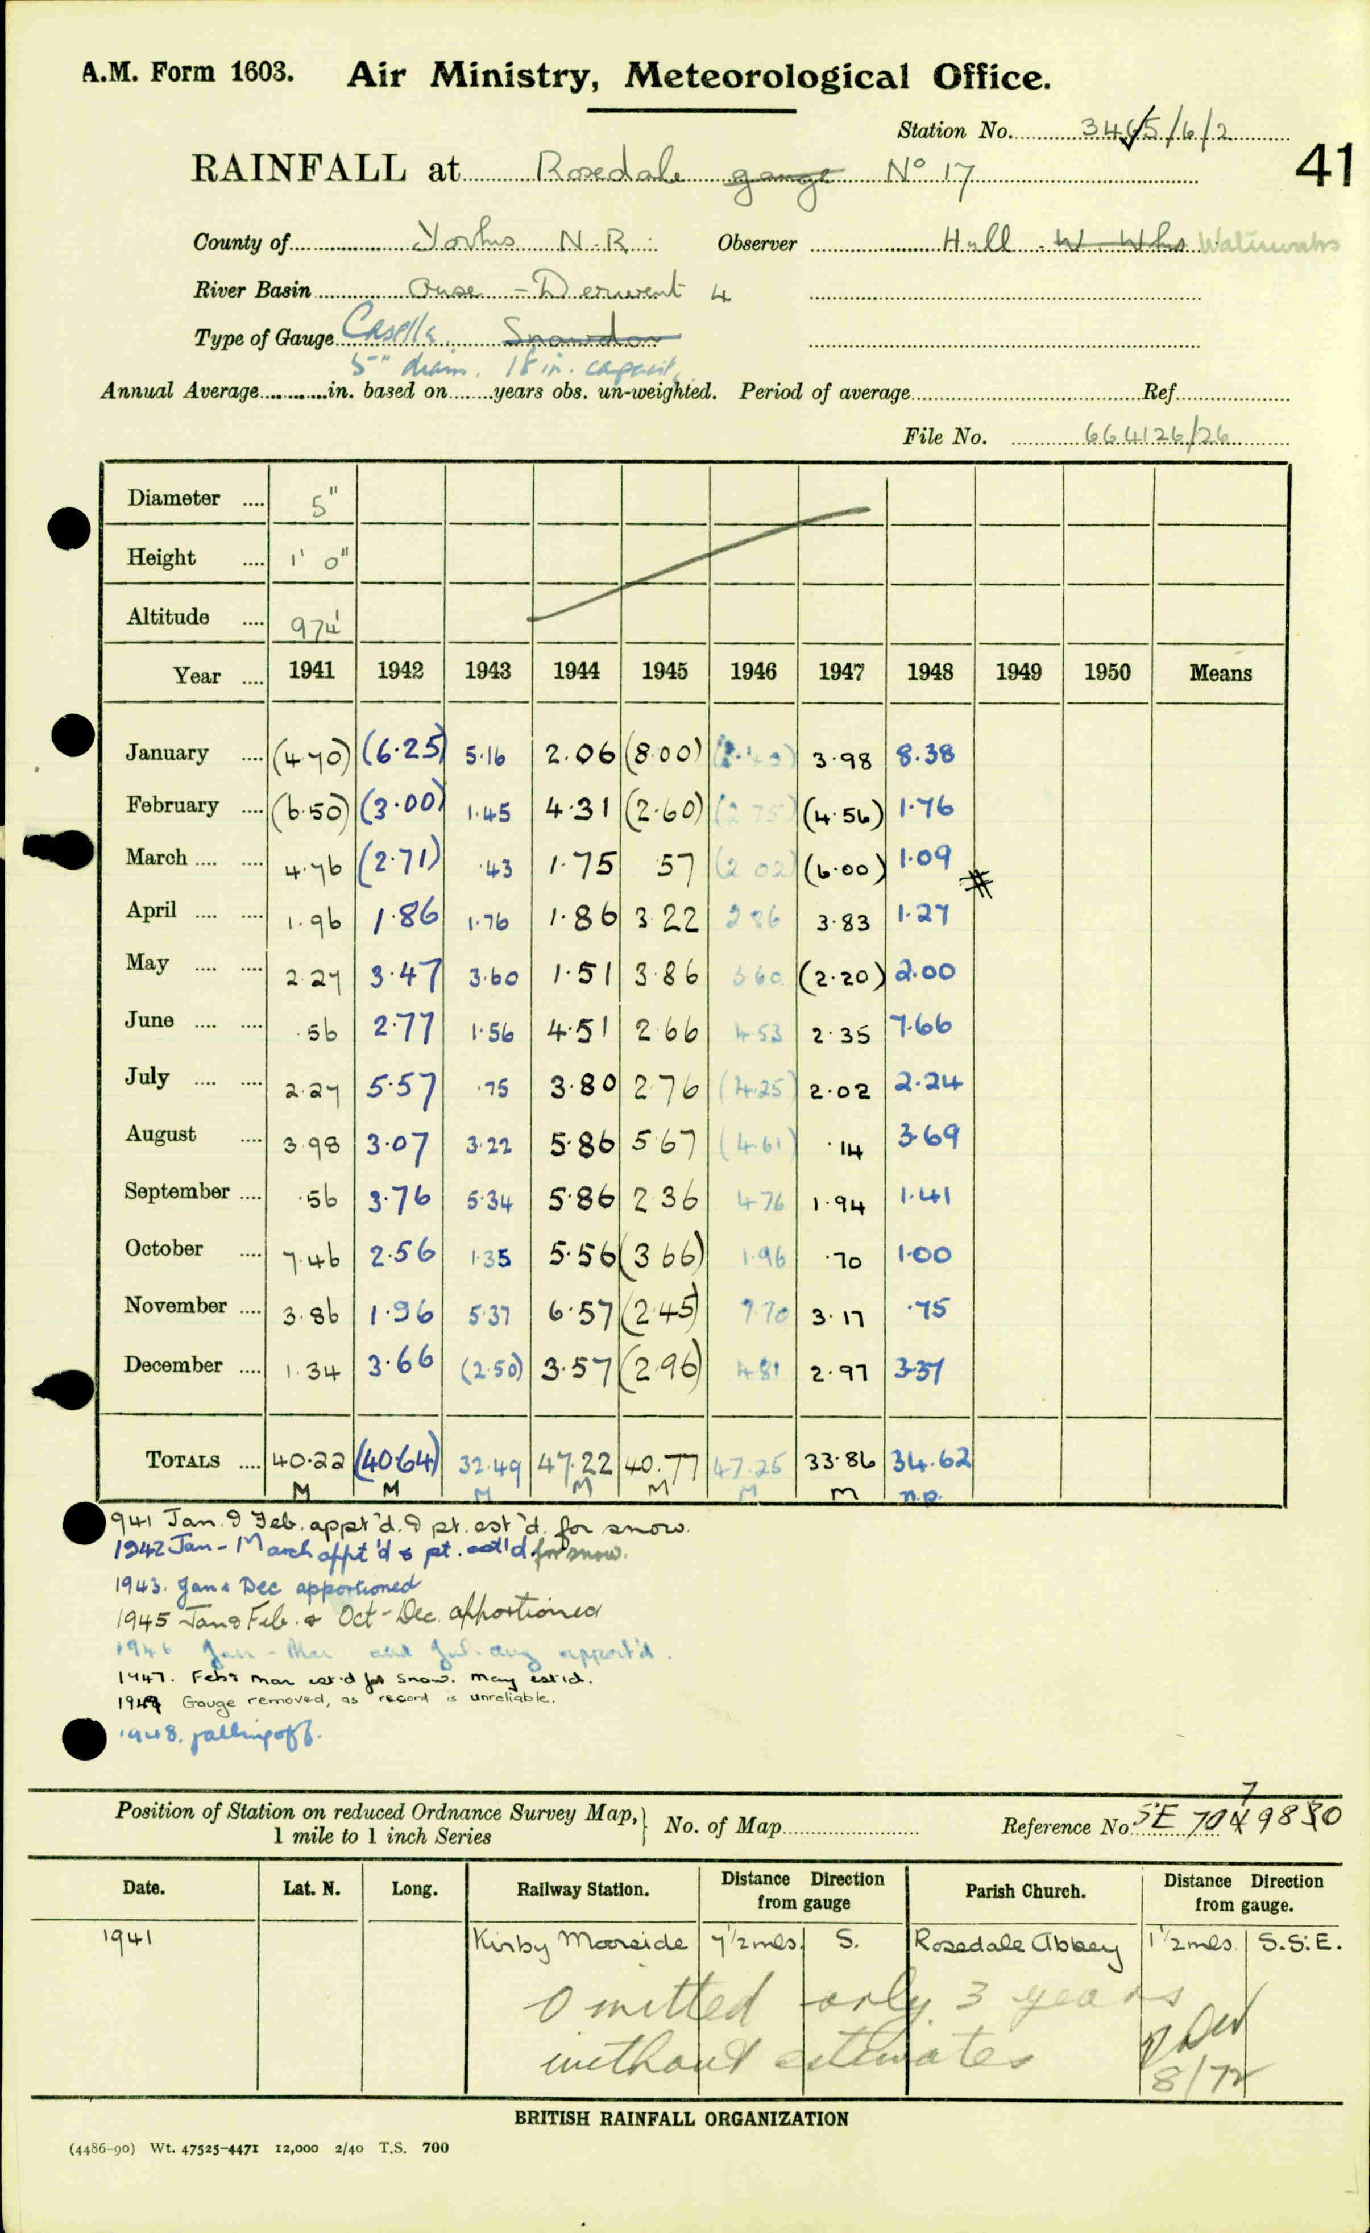 A.M. Form 1603. Air Ministry, Meteorological Office.
Station No. 3465/6/2
41
RAINFALL at Rosedale gauge No 17
County of Yorks N.R. Observer Hull W. Wks Waterworks
River Basin Ouse - Derwent 4
Type of Gauge Casella Snowdon
5" diam. 18 in. capacity
Annual Average in. based on years obs. un-weighted. Period of average Ref
File No. 664126/26
Diameter .... 5"
Height .... 1' 0"
Altitude .... 974'
Year .... 1941 1942 1943 1944 1945 1946 1947 1948 1949 1950 Means
January .... (4.70) (6.25) 5.16 2.06 (8.00) 3.98 8.38
February .... (6.50) (3.00) 1.45 4.31 (2.60) (2.75) (4.56) 1.76
March .... .... 4.76 (2.71) .43 1.75 57 (2 02) (6.00) 1.09 #
April .... .... 1.96 1.86 1.76 1.86 3.22 2 86 3.83 1.27
May .... .... 2.27 3.47 3.60 1.51 3.86 3 60 (2.20) 2.00
June .... .... .56 2.77 1.56 4.51 2.66 4.53 2.35 7.66
July .... .... 2.27 5.57 .75 3.80 2.76 (4.25) 2.02 2.24
August .... 3.98 3.07 3.22 5.86 5 67 (4.61) .14 3.69
September .... .56 3.76 5.34 5.86 2 36 4.76 1.94 1.41
October .... 7.46 2.56 1.35 5.56 (3 66) 1.96 .70 1.00
November .... 3.86 1.96 5.37 6.57 (2.45) 7.70 3.17 .75
December .... 1.34 3.66 (2.50) 3.57 (2.96) 4.81 2.97 3.37
TOTALS .... 40.22 (40.64) 32.49 47.22 40.77 47.25 33.86 34.62
M M M M M M M n.p.
941 Jan. & Feb. appt'd. & pt. est'd. for snow.
1942 Jan - March appt'd & pt. est'd for snow.
1943. Jan & Dec apportioned
1945 Jan & Feb. & Oct - Dec. apportioned
1946 Jan - Mar and Jul. Aug apport'd.
1947. Feb & Mar est'd for snow. May est'd.
1949 Gauge removed, as record is unreliable.
1948. falling off.
Position of Station on reduced Ordnance Survey Map, } No. of Map Reference No. SE 704 9830
7
1 mile to 1 inch Series
Date. Lat. N. Long. Railway Station. Distance Direction from gauge Parish Church. Distance Direction from gauge.
1941 Kirby Moorside 7½ mls. S. Rosedale Abbey 1½ mls. S.S.E.
Omitted only 3 years
without estimates
8/72
BRITISH RAINFALL ORGANIZATION
(4486-90) Wt. 47525-4471 12,000 2/40 T.S. 700